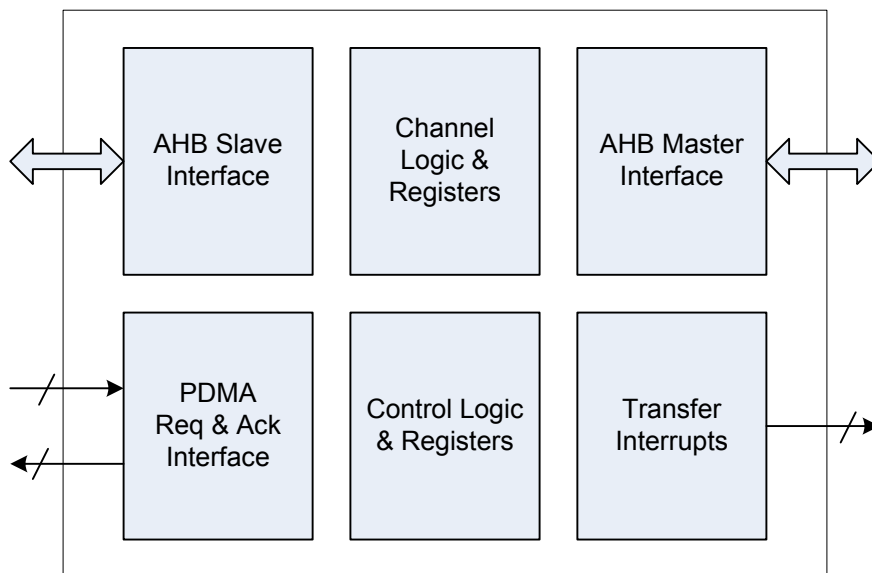 AHB Slave
Interface
Channel
Logic &
Registers
AHB Master
Interface
PDMA
Req & Ack
Interface
Control Logic
& Registers
Transfer
Interrupts